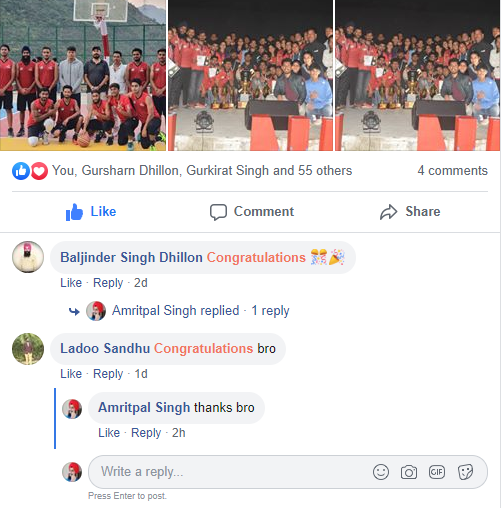 You, Gursharn Dhillon, Gurkirat Singh and 55 others 4 comments
Like Comment Share
Baljinder Singh Dhillon Congratulations 🎊🎉
Like · Reply · 2d
Amritpal Singh replied · 1 reply
Ladoo Sandhu Congratulations bro
Like · Reply · 1d
Amritpal Singh thanks bro
Like · Reply · 2h
Write a reply...
GIF
Press Enter to post.